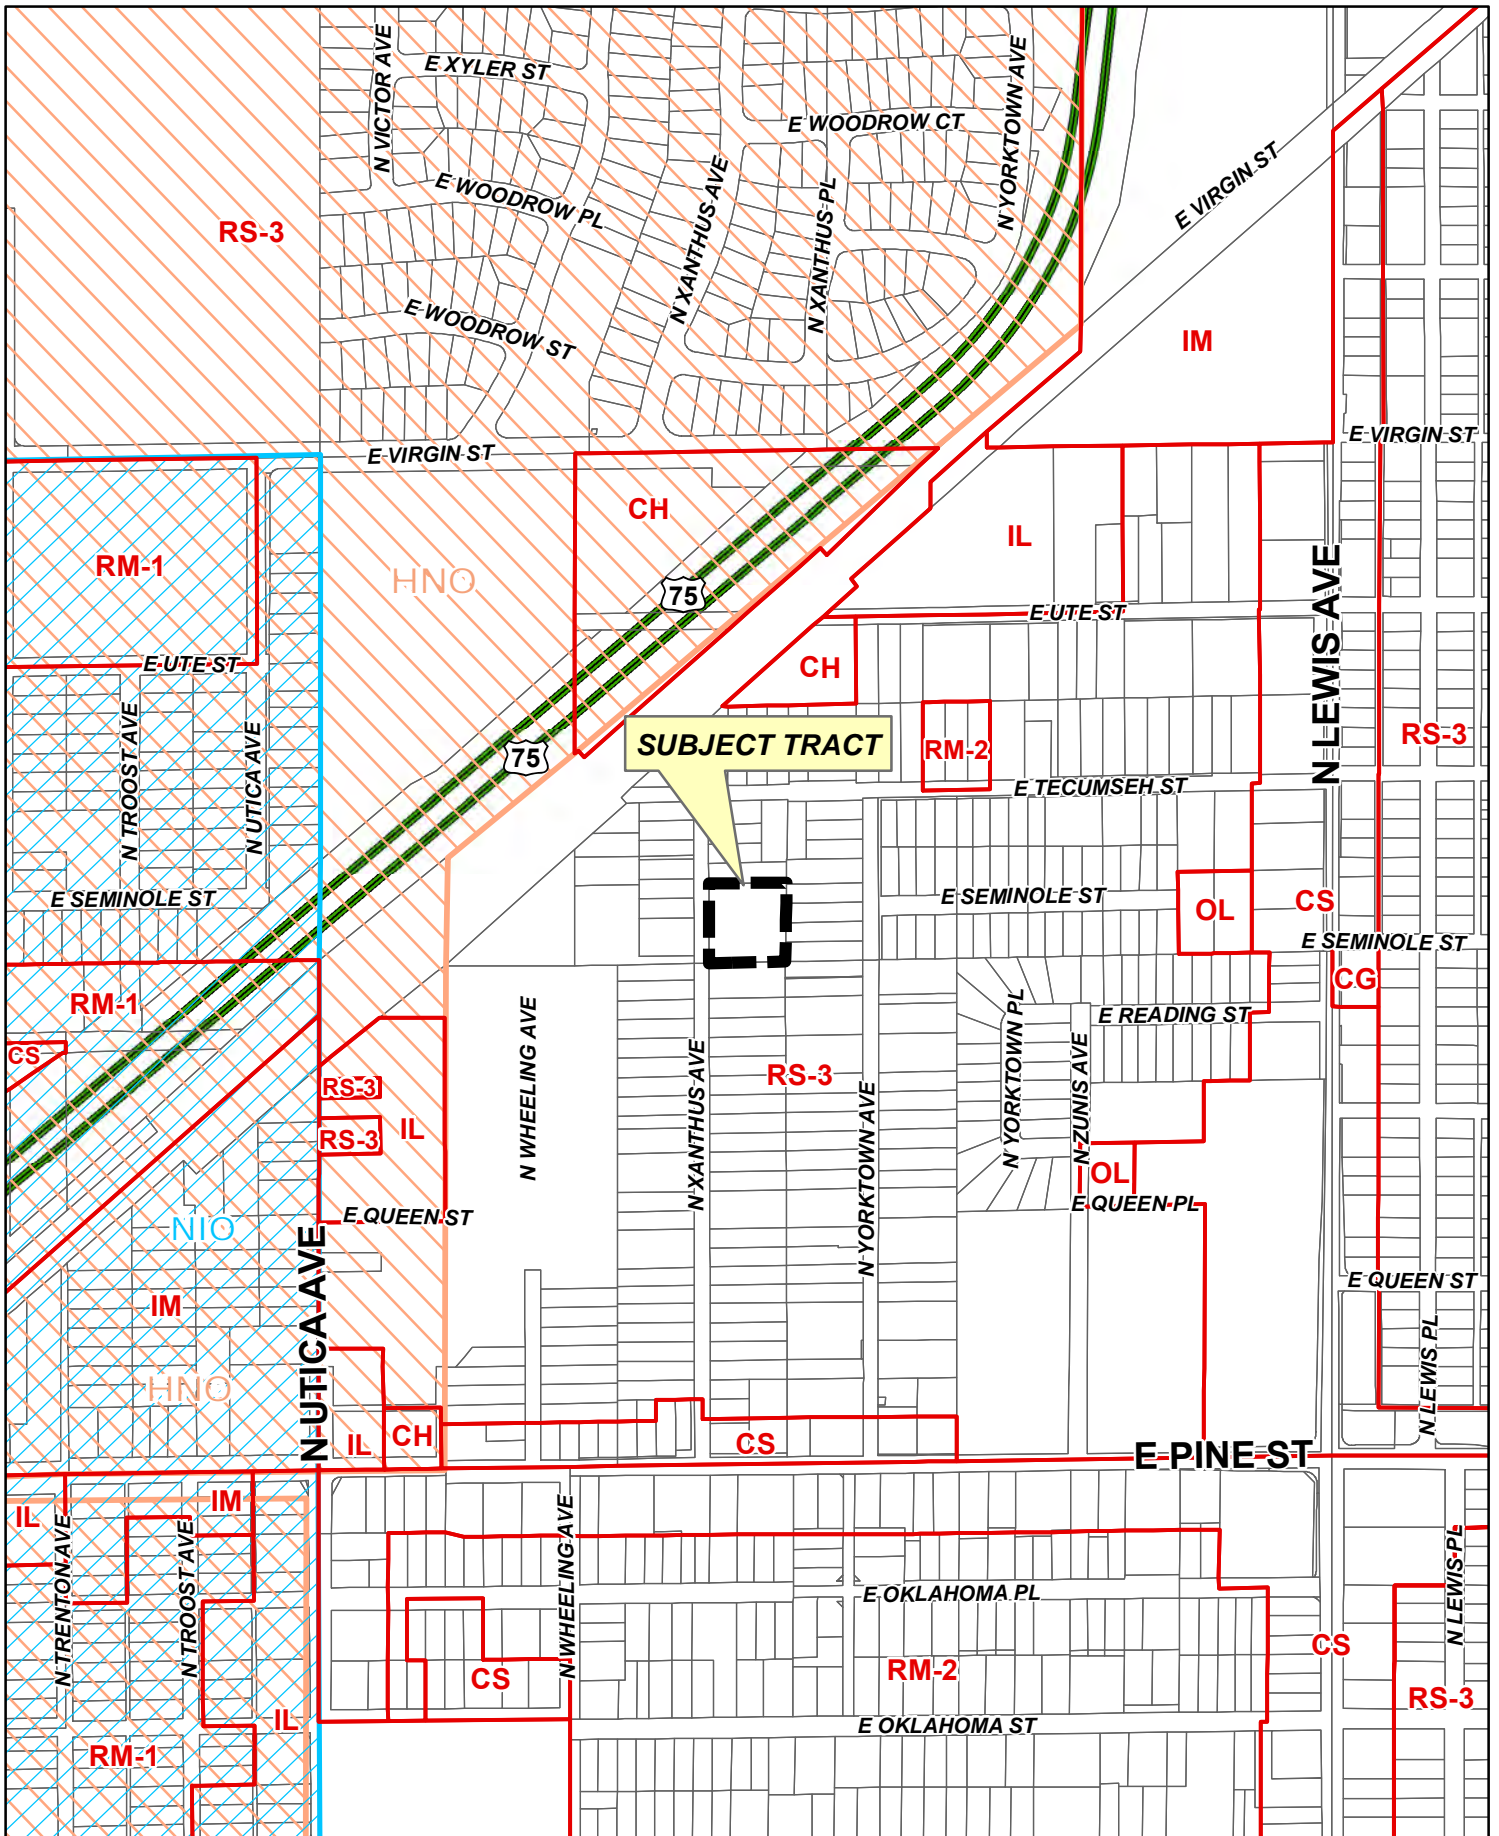 N VICTOR AVE
E XYLER ST
N YORKTOWN AVE
E WOODROW CT
E WOODROW PL
N XANTHUS AVE
N XANTHUS PL
E VIRGIN ST
RS-3
E WOODROW ST
IM
E VIRGIN ST
E VIRGIN ST
CH
IL
RM-1
HNO
75
N LEWIS AVE
E UTE ST
E UTE ST
CH
N TROOST AVE
N UTICA AVE
SUBJECT TRACT
RM-2
RS-3
75
E TECUMSEH ST
E SEMINOLE ST
E SEMINOLE ST
OL
CS
E SEMINOLE ST
CG
RM-1
CS
N WHEELING AVE
N YORKTOWN PL
E READING ST
RS-3
RS-3
IL
RS-3
N XANTHUS AVE
N YORKTOWN AVE
N ZUNIS AVE
OL
E QUEEN PL
E QUEEN ST
NIO
N UTICA AVE
E QUEEN ST
IM
HNO
N LEWIS PL
IL
CH
CS
E PINE ST
IL
IM
N TRENTON AVE
N TROOST AVE
N WHEELING AVE
E OKLAHOMA PL
N LEWIS PL
CS
CS
RM-2
RS-3
IL
E OKLAHOMA ST
RM-1